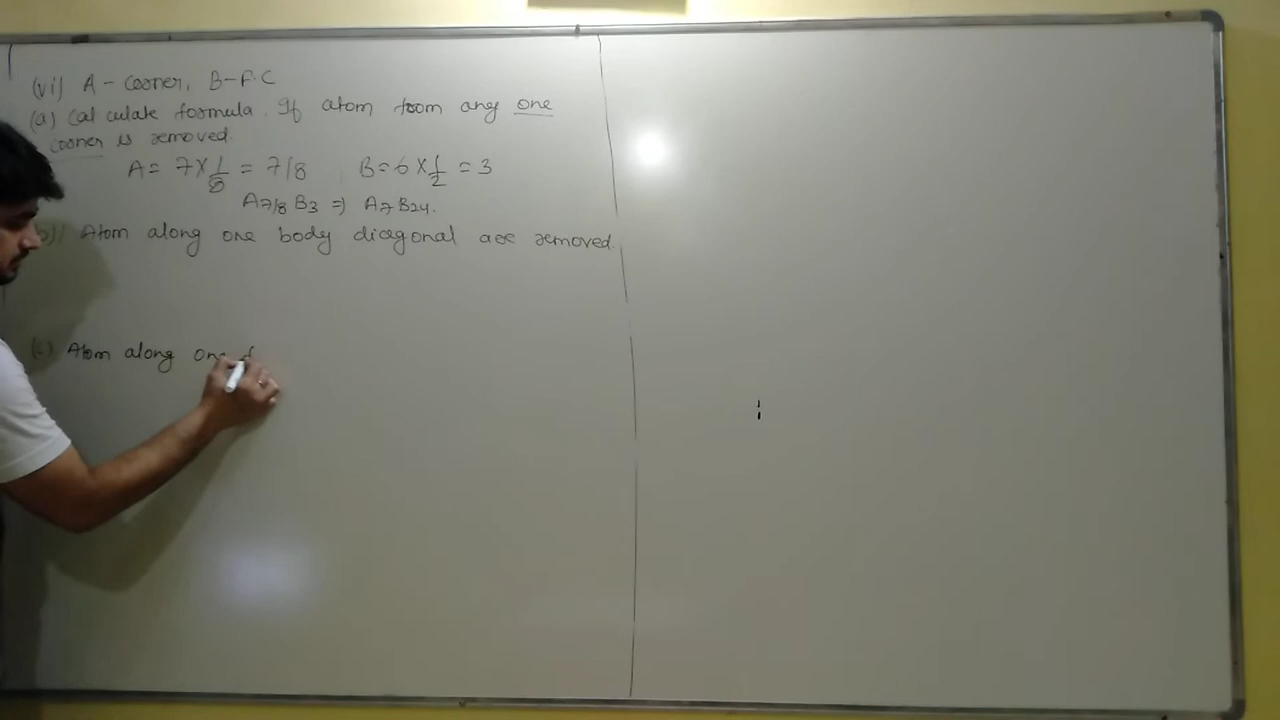 (vi) A - Corner, B-F.C
(a) Calculate formula. If atom from any one
corner is removed.
A = 7 X 1/8 = 7/8 B = 6 X 1/2 = 3
A7/8 B3 => A7 B24.
b) Atom along one body diagonal are removed.
(c) Atom along one